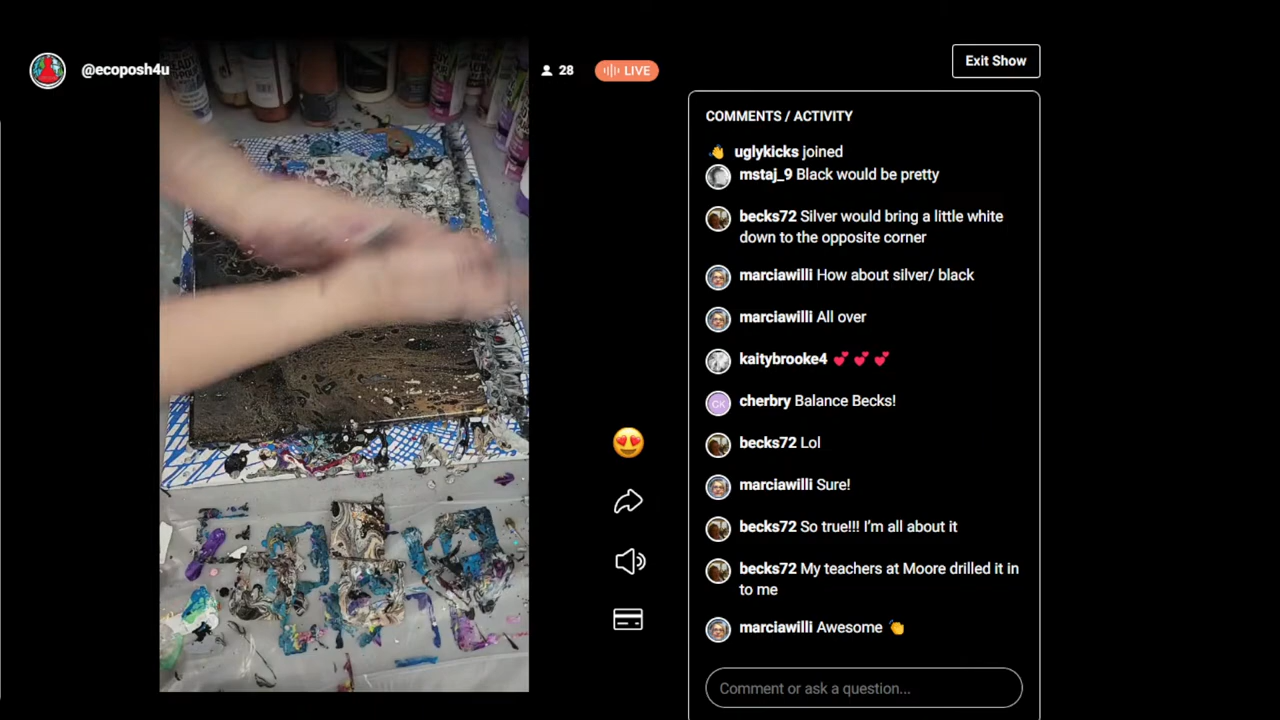 @ecoposh4u
28
LIVE
Exit Show
COMMENTS / ACTIVITY
uglykicks joined
mstaj_9 Black would be pretty
becks72 Silver would bring a little white
down to the opposite corner
marciawilli How about silver/ black
marciawilli All over
kaitybrooke4 💕 💕 💕
CK
cherbry Balance Becks!
becks72 Lol
marciawilli Sure!
becks72 So true!!! I'm all about it
becks72 My teachers at Moore drilled it in
to me
marciawilli Awesome 👏
Comment or ask a question...